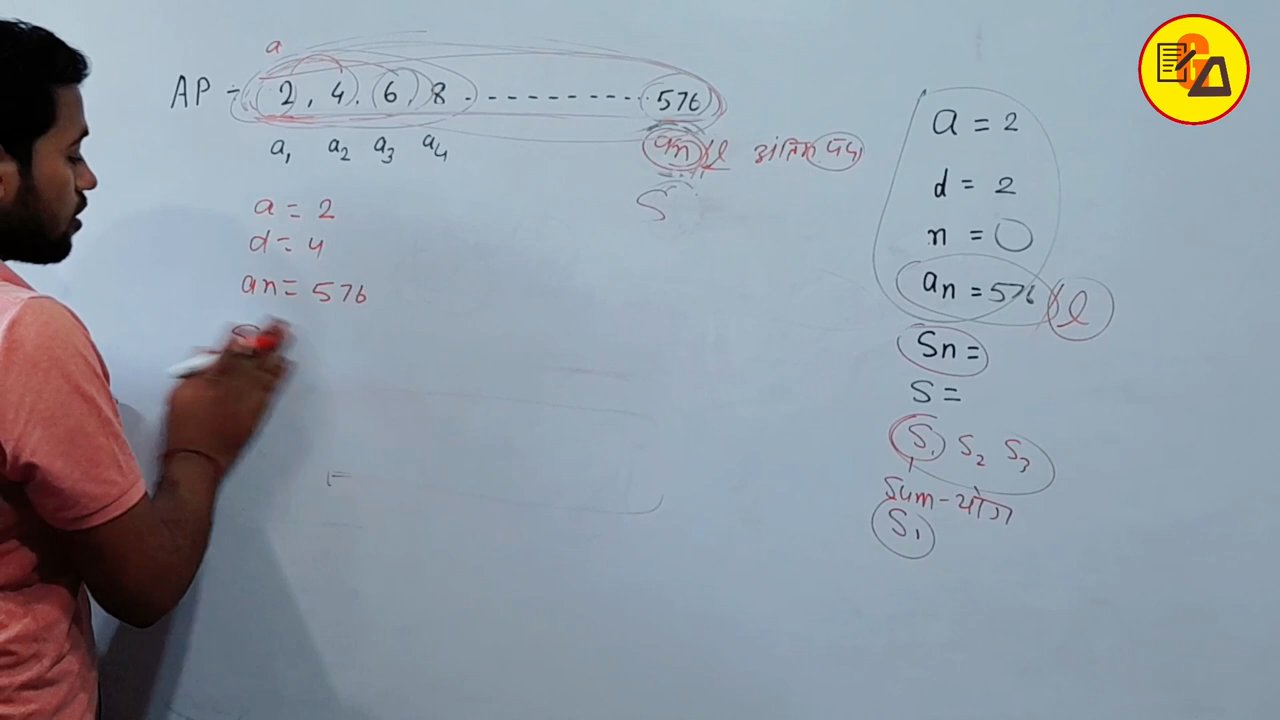 a
AP ÷ 2, 4, 6, 8 - - - - - - - - - 576
a1 a2 a3 a4 an / l अंतिम पद
S
a = 2
d = 4
an = 576
a = 2
d = 2
n =
an = 576 / l
Sn =
S =
S1 S2 S3
Sum - योग
S1